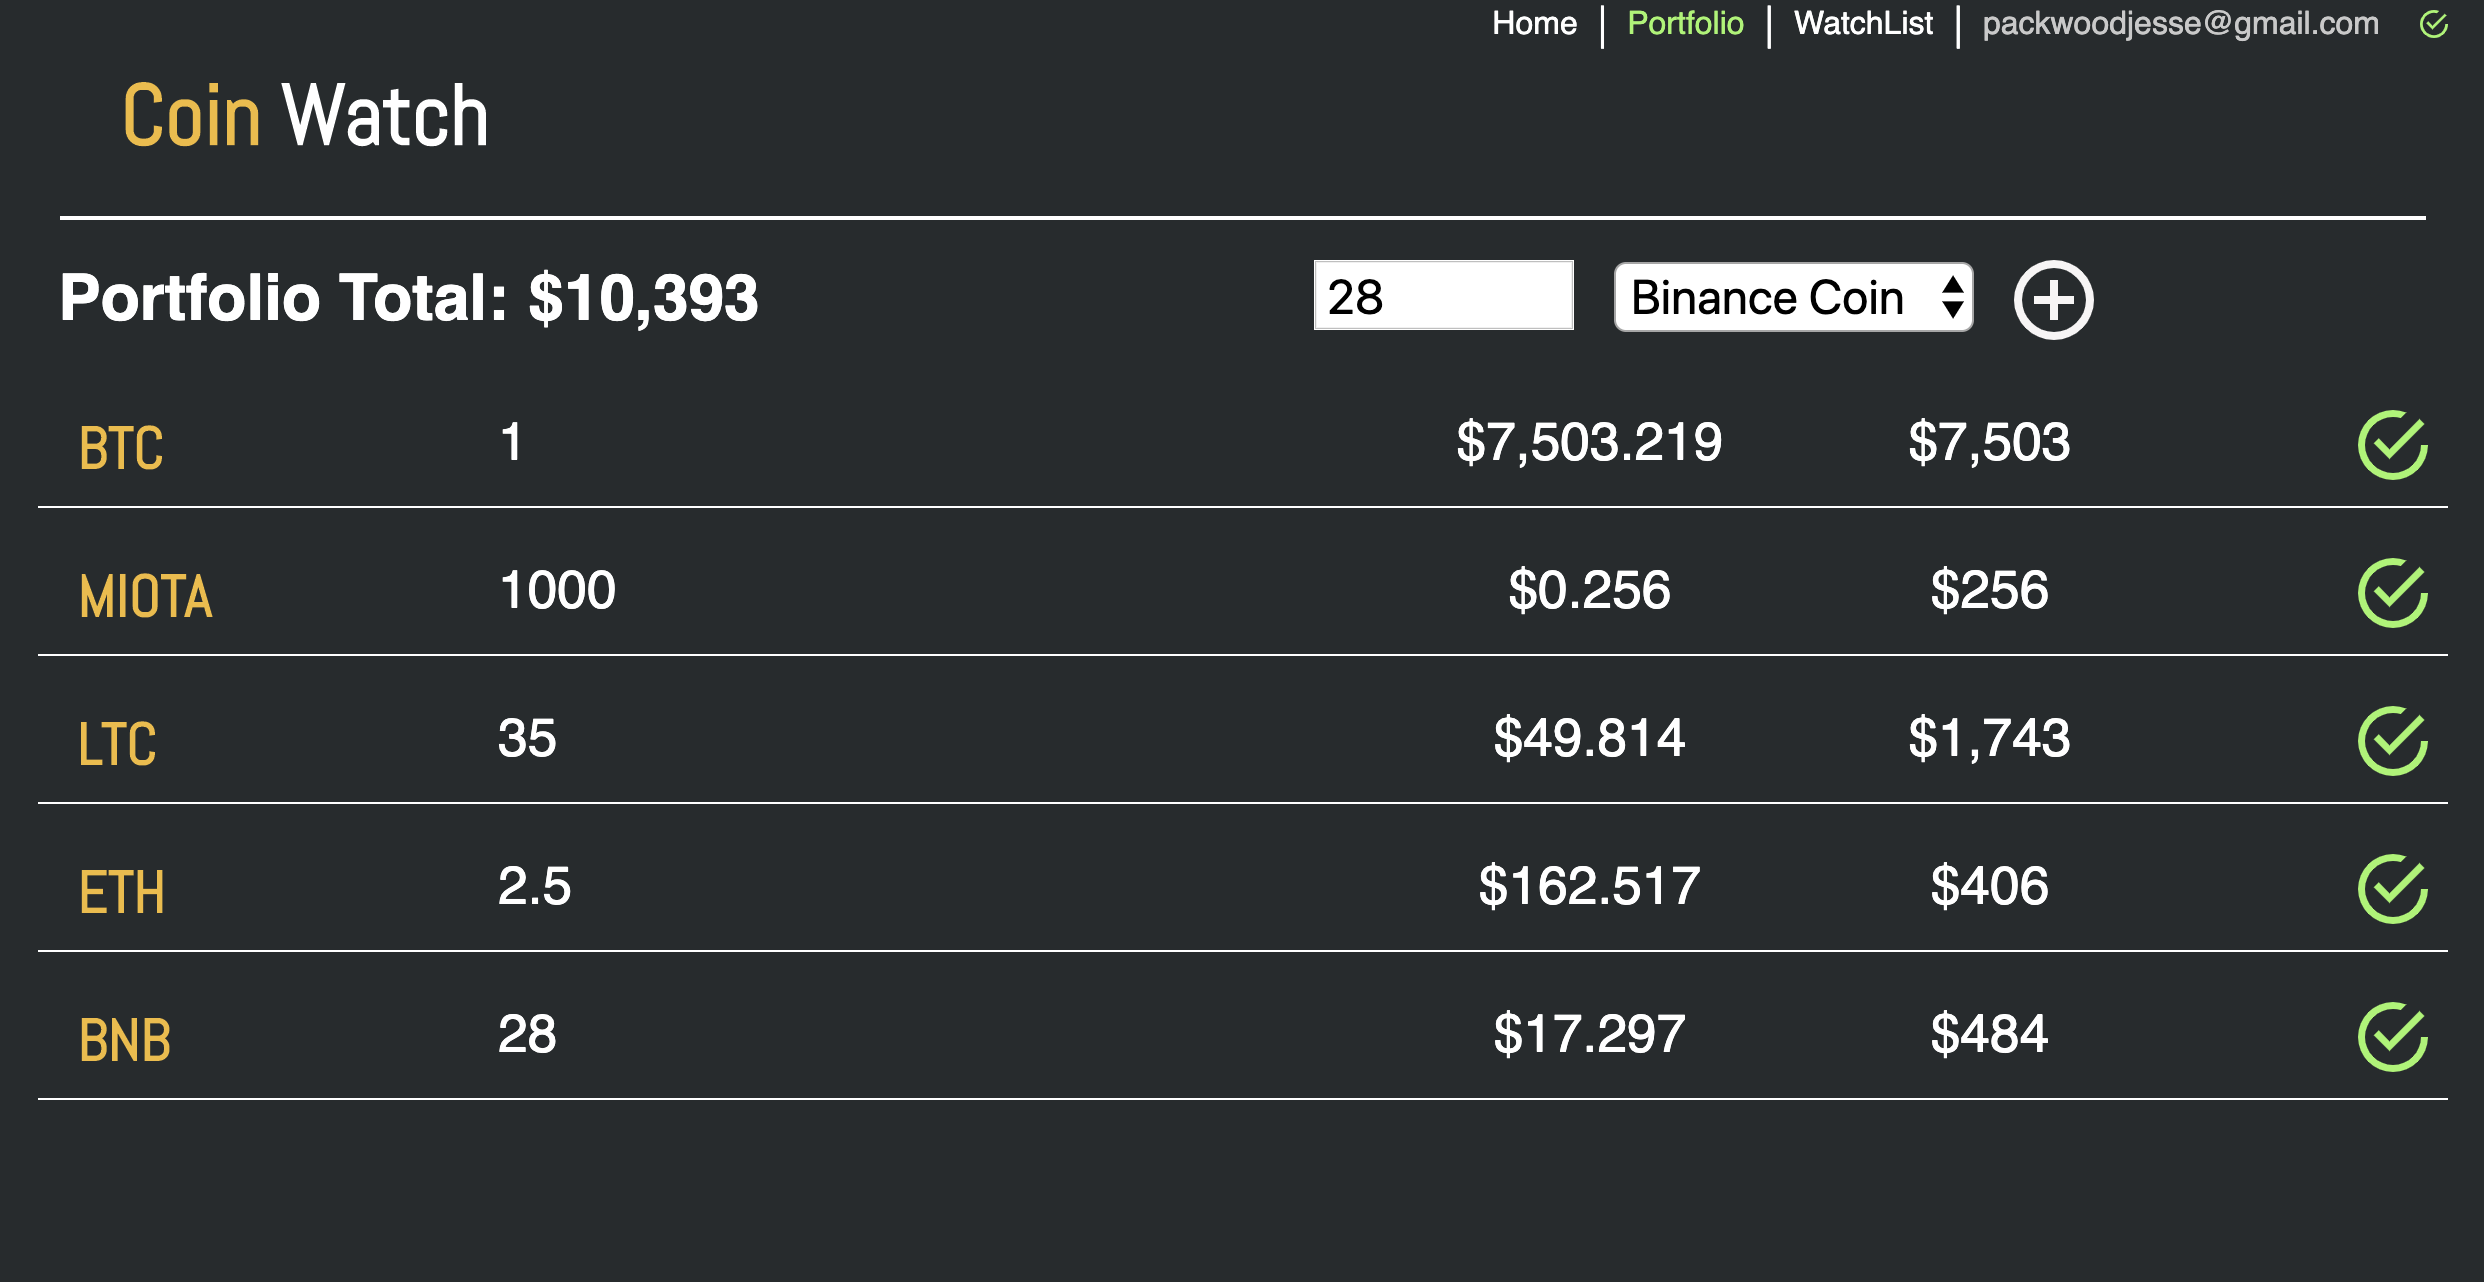 Home | Portfolio | WatchList | packwoodjesse@gmail.com
Coin Watch
Portfolio Total: $10,393 28 Binance Coin
BTC 1 $7,503.219 $7,503
MIOTA 1000 $0.256 $256
LTC 35 $49.814 $1,743
ETH 2.5 $162.517 $406
BNB 28 $17.297 $484